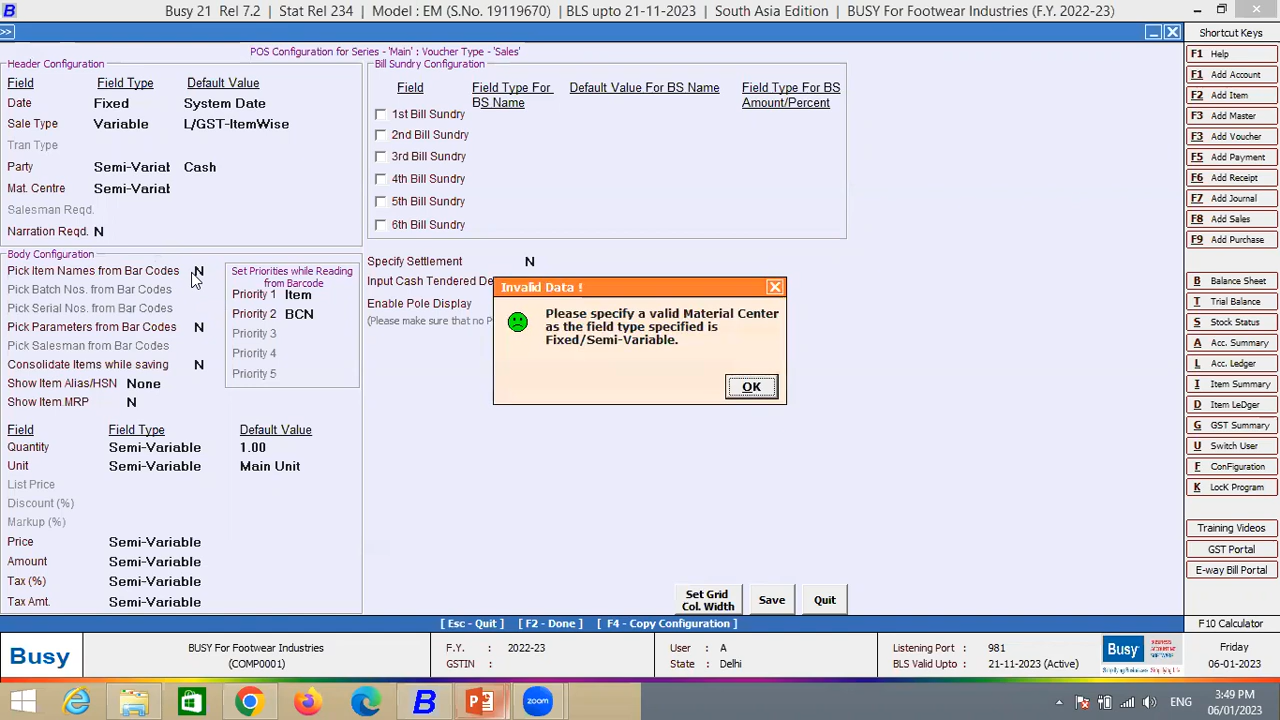 Busy 21 Rel 7.2 | Stat Rel 234 | Model : EM (S.No. 19119670) | BLS upto 21-11-2023 | South Asia Edition | BUSY For Footwear Industries (F.Y. 2022-23)
>>
POS Configuration for Series - 'Main' : Voucher Type - 'Sales'
Header Configuration
Field Field Type Default Value
Date Fixed System Date
Sale Type Variable L/GST-ItemWise
Tran Type
Party Semi-Variab Cash
Mat. Centre Semi-Variab
Salesman Reqd.
Narration Reqd. N
Bill Sundry Configuration
Field Field Type For BS Name Default Value For BS Name Field Type For BS Amount/Percent
1st Bill Sundry
2nd Bill Sundry
3rd Bill Sundry
4th Bill Sundry
5th Bill Sundry
6th Bill Sundry
Body Configuration
Pick Item Names from Bar Codes N
Pick Batch Nos. from Bar Codes
Pick Serial Nos. from Bar Codes
Pick Parameters from Bar Codes N
Pick Salesman from Bar Codes
Consolidate Items while saving N
Show Item Alias/HSN None
Show Item MRP N
Set Priorities while Reading
from Barcode
Priority 1 Item
Priority 2 BCN
Priority 3
Priority 4
Priority 5
Field Field Type Default Value
Quantity Semi-Variable 1.00
Unit Semi-Variable Main Unit
List Price
Discount (%)
Markup (%)
Price Semi-Variable
Amount Semi-Variable
Tax (%) Semi-Variable
Tax Amt. Semi-Variable
Specify Settlement N
Input Cash Tendered De
Enable Pole Display
(Please make sure that no P
Invalid Data !
Please specify a valid Material Center
as the field type specified is
Fixed/Semi-Variable.
OK
Set Grid
Col. Width
Save
Quit
[ Esc - Quit ] [ F2 - Done ] [ F4 - Copy Configuration ]
Shortcut Keys
F1 Help
F1 Add Account
F2 Add Item
F3 Add Master
F3 Add Voucher
F5 Add Payment
F6 Add Receipt
F7 Add Journal
F8 Add Sales
F9 Add Purchase
B Balance Sheet
T Trial Balance
S Stock Status
A Acc. Summary
L Acc. Ledger
I Item Summary
D Item LeDger
G GST Summary
U Switch User
F ConFiguration
K LocK Program
Training Videos
GST Portal
E-way Bill Portal
F10 Calculator
Busy
BUSY For Footwear Industries
(COMP0001)
F.Y. : 2022-23
GSTIN :
User : A
State : Delhi
Listening Port : 981
BLS Valid Upto : 21-11-2023 (Active)
Busy
Friday
06-01-2023
zoom
ENG
3:49 PM
06/01/2023